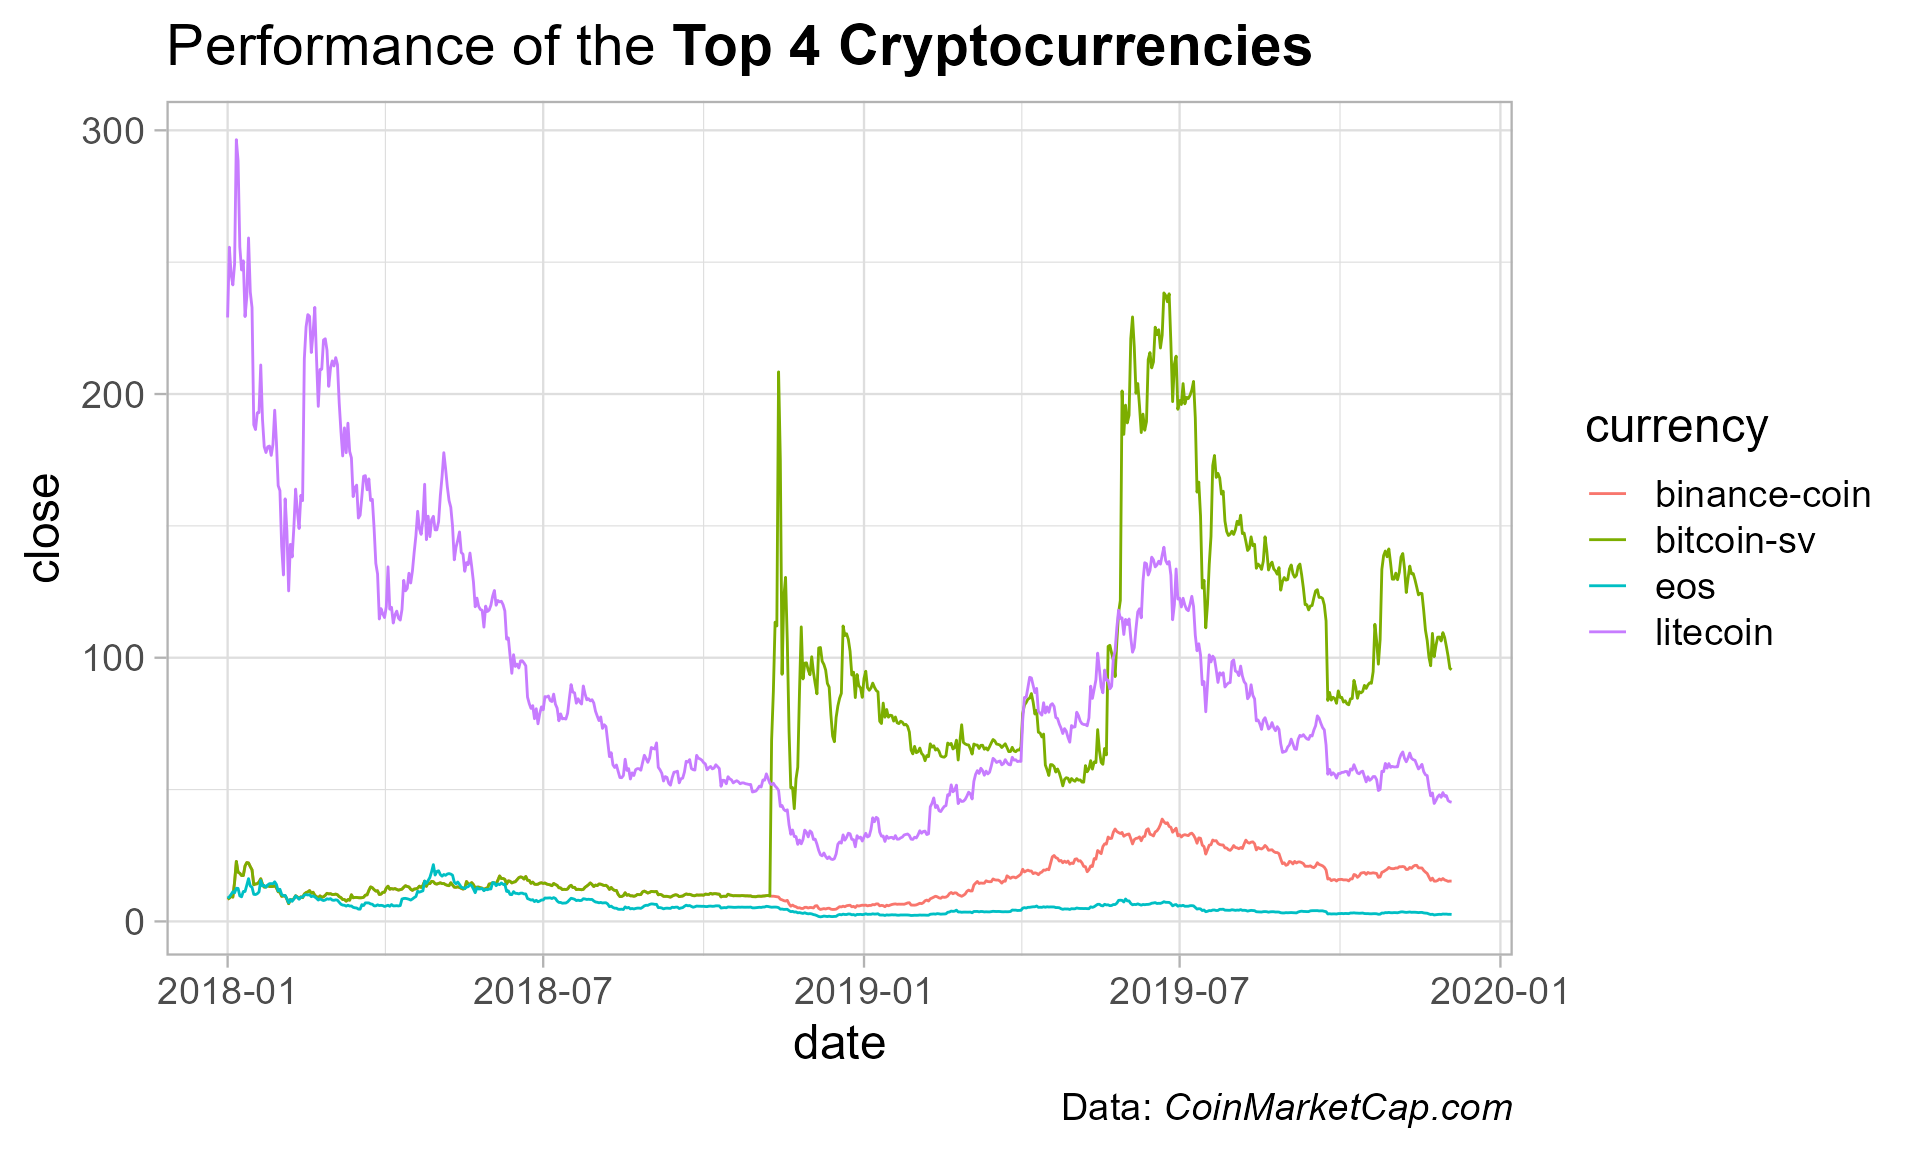 Performance of the Top 4 Cryptocurrencies
300
200
100
0
close
2018-01
2018-07
2019-01
2019-07
2020-01
date
currency
binance-coin
bitcoin-sv
eos
litecoin
Data: CoinMarketCap.com